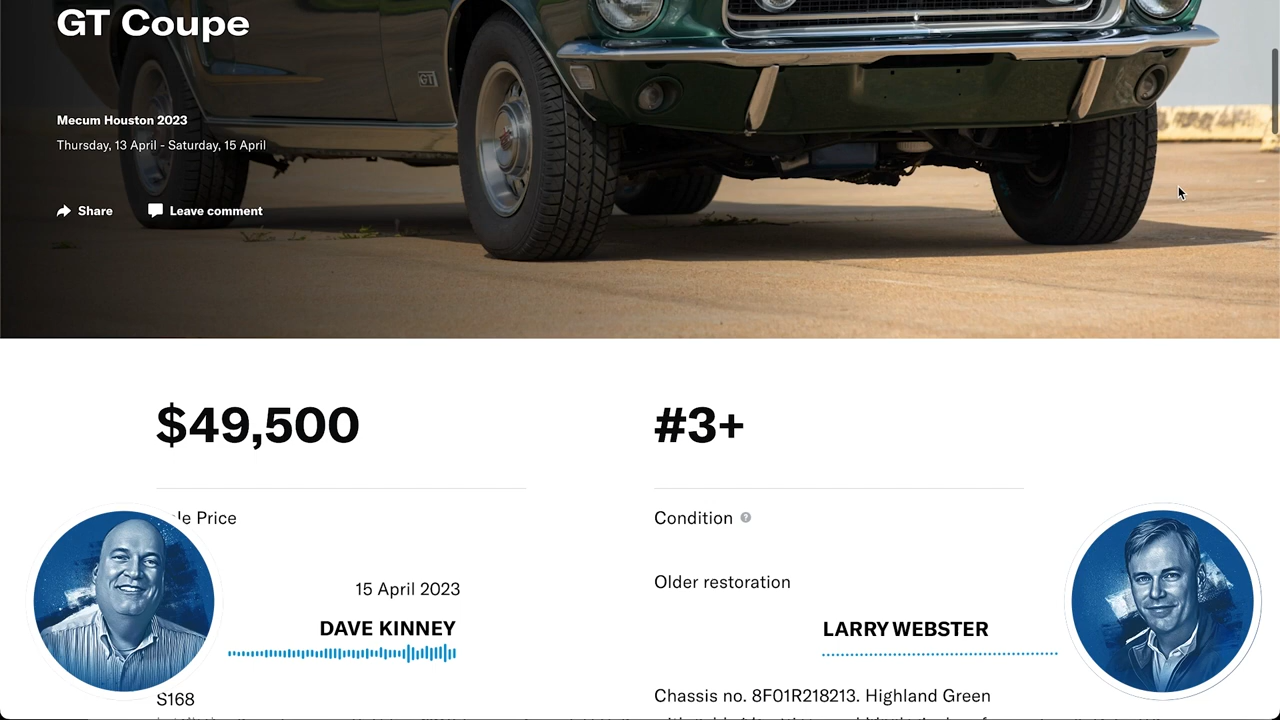 GT Coupe
GT
Mecum Houston 2023
Thursday, 13 April - Saturday, 15 April
Share
Leave comment
$49,500
#3+
le Price
Condition
15 April 2023
Older restoration
DAVE KINNEY
LARRY WEBSTER
S168
Chassis no. 8F01R218213. Highland Green